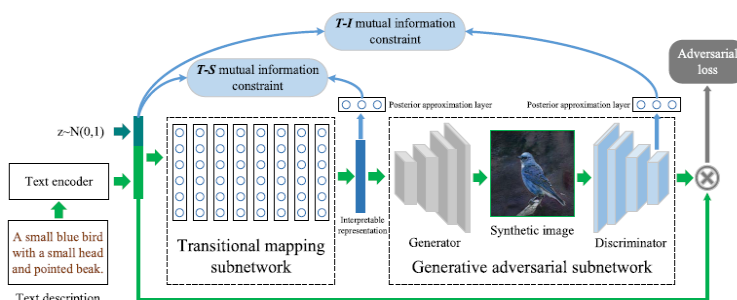 T-I mutual information
constraint
Adversarial
loss
T-S mutual information
constraint
Posterior approximation layer
Posterior approximation layer
z~N(0,1)
Text encoder
Interpretable
representation
Generator
Synthetic image
Discriminator
A small blue bird
with a small head
and pointed beak.
Transitional mapping
subnetwork
Generative adversarial subnetwork
Text description